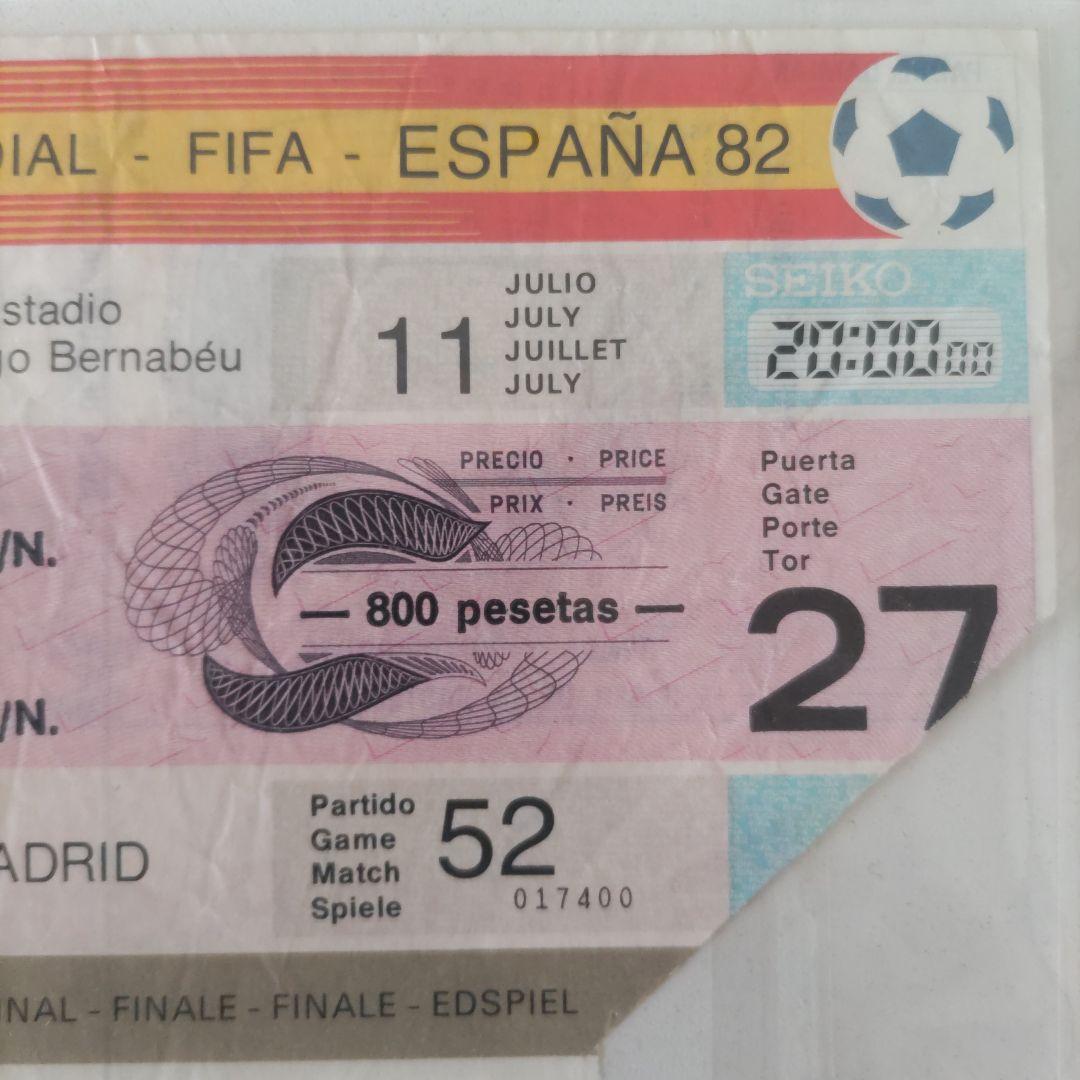 DIAL - FIFA - ESPAÑA 82
stadio
go Bernabéu
11
JULIO
JULY
JUILLET
JULY
SEIKO
20:00 00
PRECIO · PRICE
PRIX · PREIS
— 800 pesetas —
/N.
/N.
Puerta
Gate
Porte
Tor
27
ADRID
Partido
Game
Match
Spiele
52
017400
INAL - FINALE - FINALE - EDSPIEL